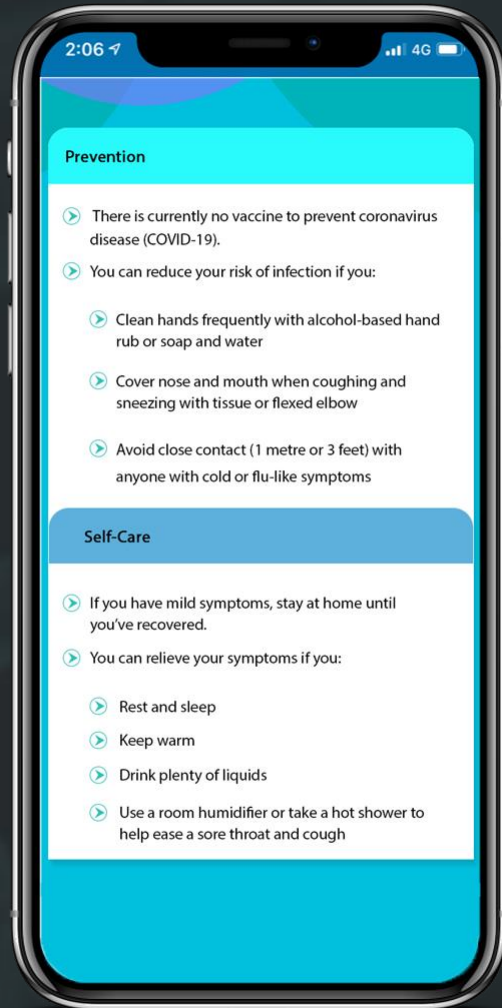 2:06
4G
Prevention
There is currently no vaccine to prevent coronavirus
disease (COVID-19).
You can reduce your risk of infection if you:
Clean hands frequently with alcohol-based hand
rub or soap and water
Cover nose and mouth when coughing and
sneezing with tissue or flexed elbow
Avoid close contact (1 metre or 3 feet) with
anyone with cold or flu-like symptoms
Self-Care
If you have mild symptoms, stay at home until
you've recovered.
You can relieve your symptoms if you:
Rest and sleep
Keep warm
Drink plenty of liquids
Use a room humidifier or take a hot shower to
help ease a sore throat and cough